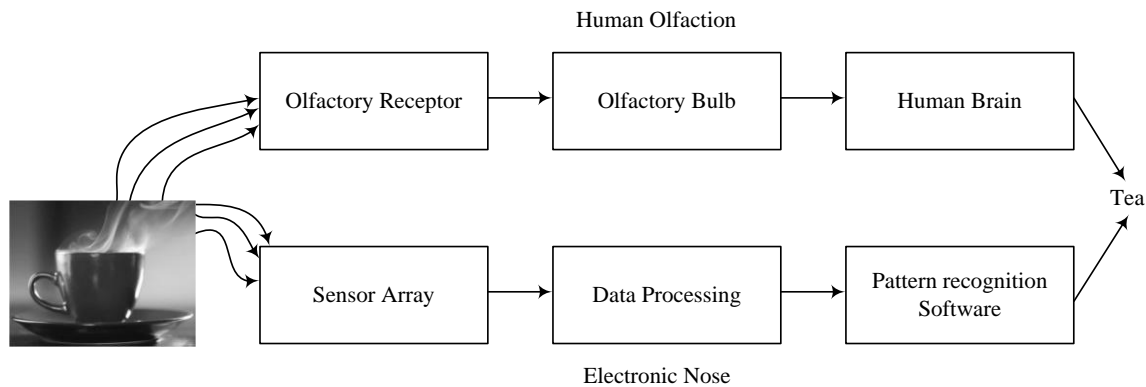 Human Olfaction
Olfactory Receptor
Olfactory Bulb
Human Brain
Tea
Sensor Array
Data Processing
Pattern recognition
Software
Electronic Nose